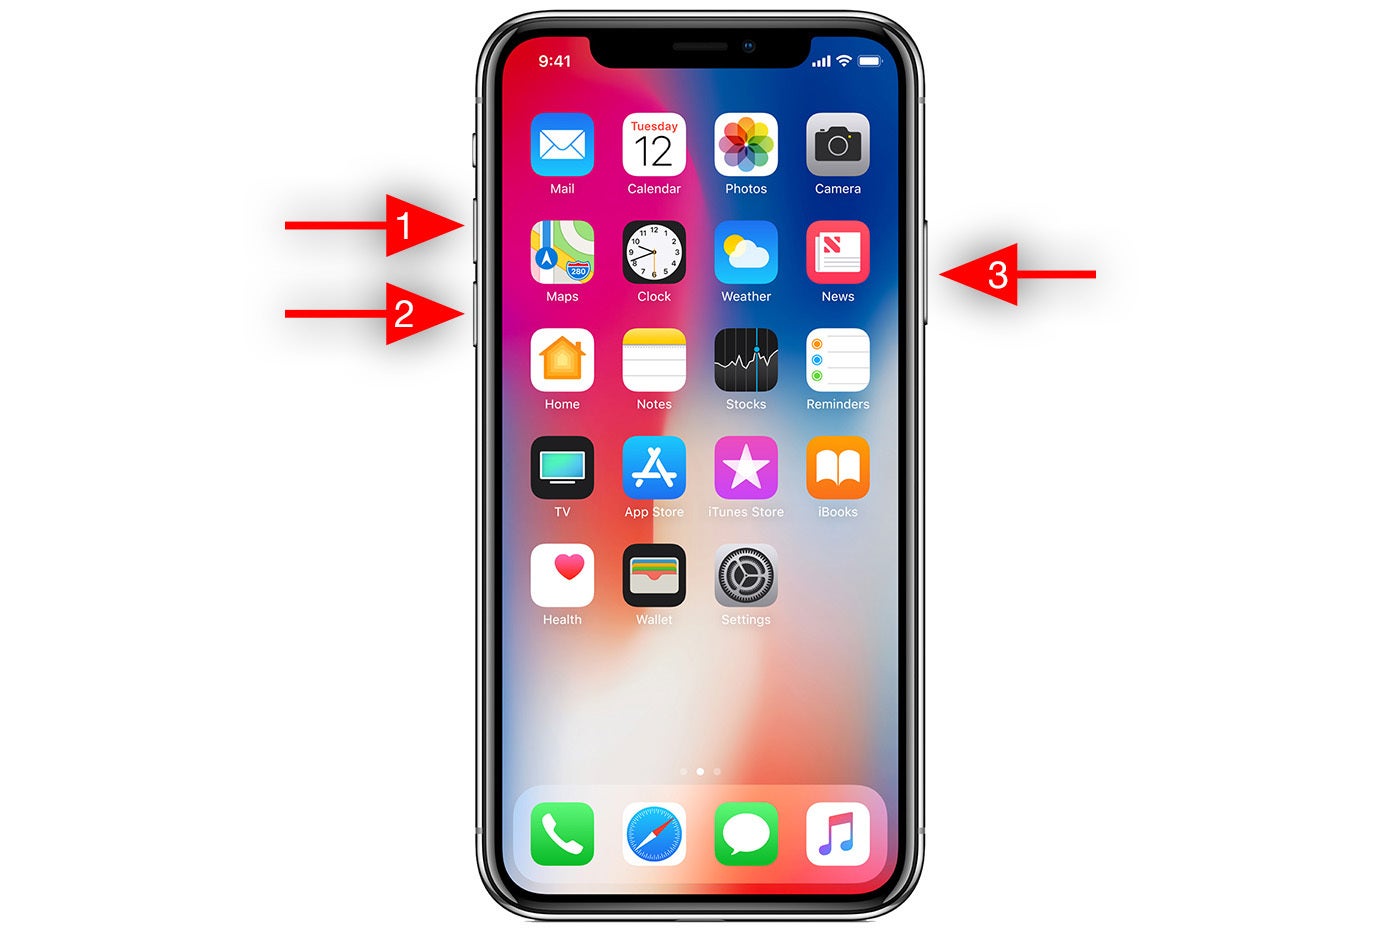 9:41
Tuesday
12
Mail
Calendar
Photos
Camera
1
280
Maps
Clock
Weather
News
3
2
Home
Notes
Stocks
Reminders
TV
App Store
iTunes Store
iBooks
Health
Wallet
Settings